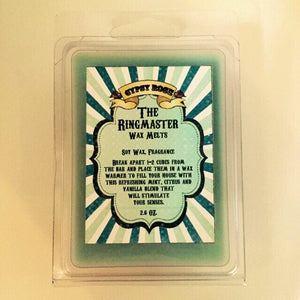 Gypsy Rose
The
Ringmaster
Wax Melts
Soy Wax, Fragrance
Break apart 1-2 cubes from
the bar and place them in a wax
warmer to fill your house with
this refreshing mint, citrus and
vanilla blend that
will stimulate
your senses.
2.6 oz.